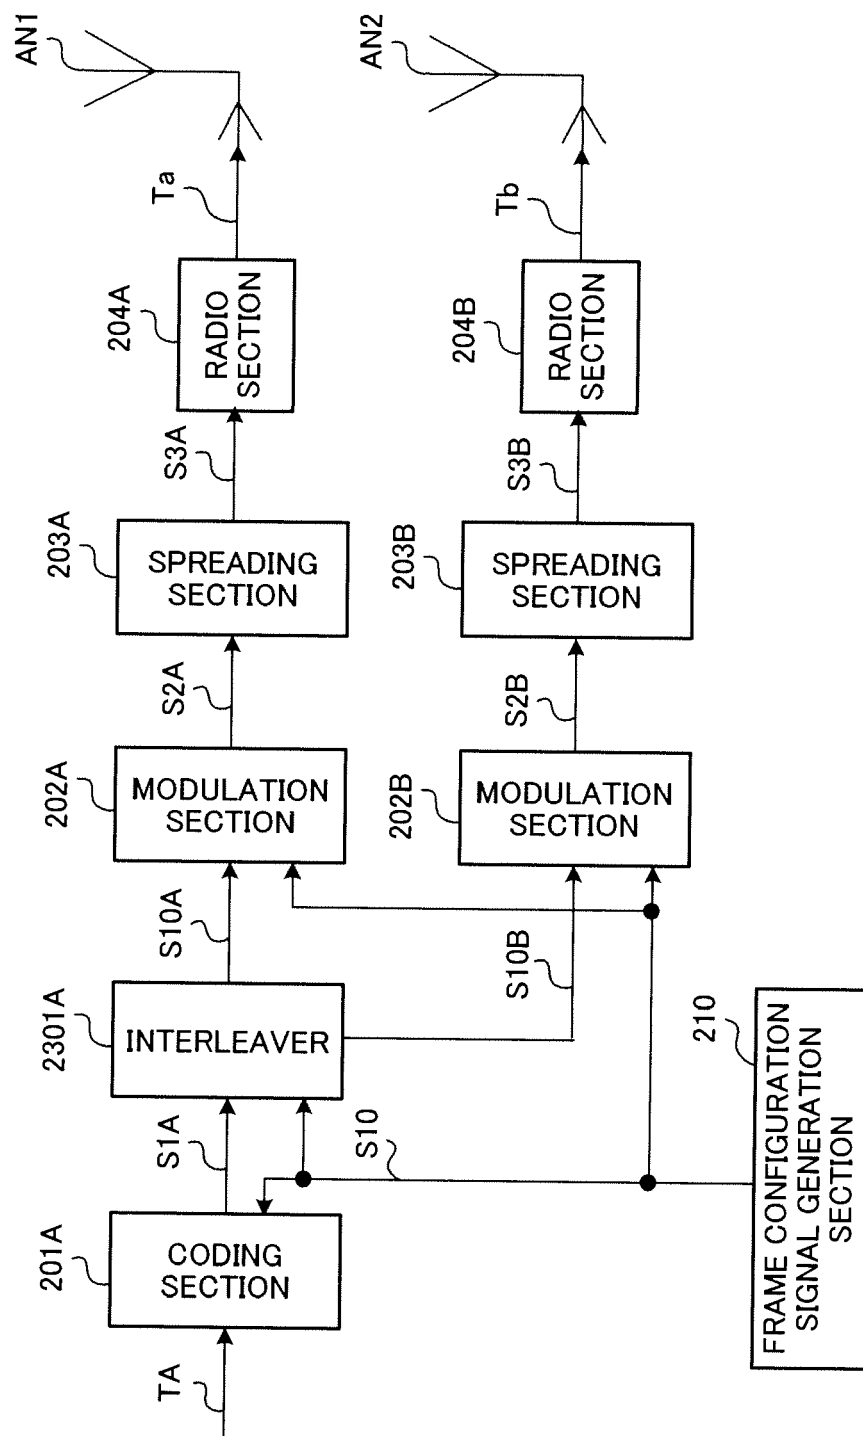 TA
201A
CODING
SECTION
S1A
2301A
INTERLEAVER
S10A
202A
MODULATION
SECTION
S2A
203A
SPREADING
SECTION
S3A
204A
RADIO
SECTION
Ta
AN1
S10
S10B
202B
MODULATION
SECTION
S2B
203B
SPREADING
SECTION
S3B
204B
RADIO
SECTION
Tb
AN2
210
FRAME CONFIGURATION
SIGNAL GENERATION
SECTION